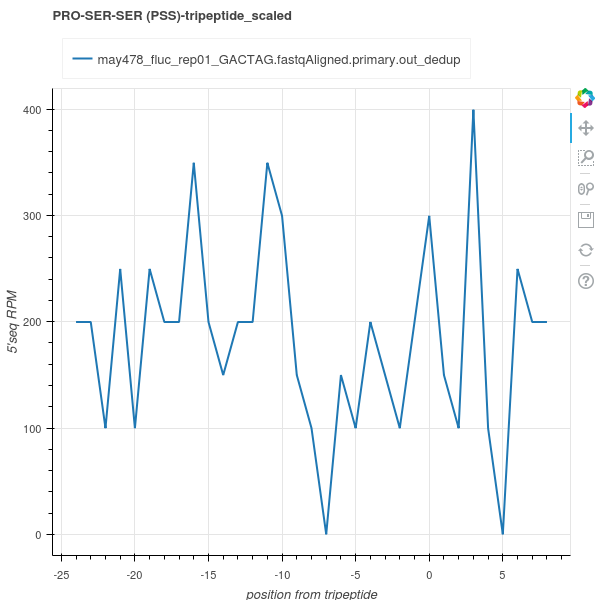 PRO-SER-SER (PSS)-tripeptide_scaled
may478_fluc_rep01_GACTAG.fastqAligned.primary.out_dedup
400
300
200
100
0
5'seq RPM
-25 -20 -15 -10 -5 0 5
position from tripeptide